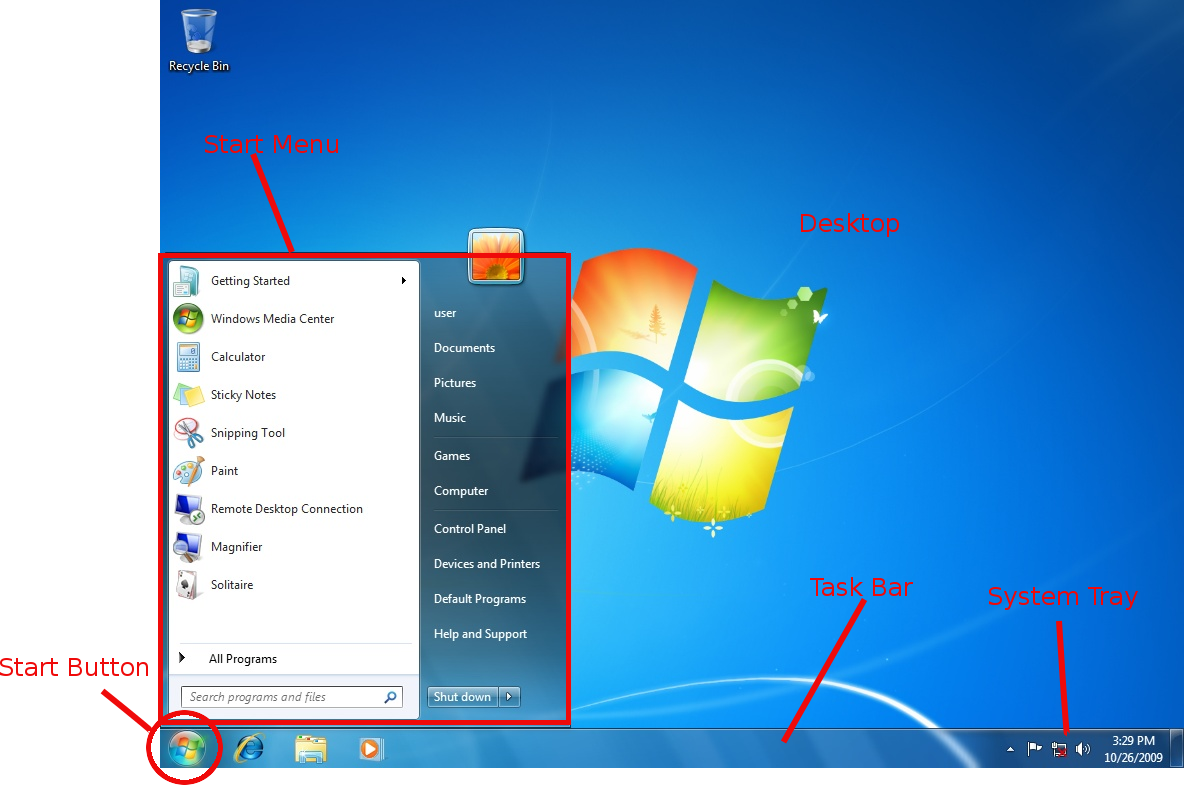 Recycle Bin
Start Menu
Desktop
Getting Started
Windows Media Center
Calculator
Sticky Notes
Snipping Tool
Paint
Remote Desktop Connection
Magnifier
Solitaire
All Programs
Search programs and files
user
Documents
Pictures
Music
Games
Computer
Control Panel
Devices and Printers
Default Programs
Help and Support
Shut down
Task Bar
System Tray
Start Button
3:29 PM
10/26/2009